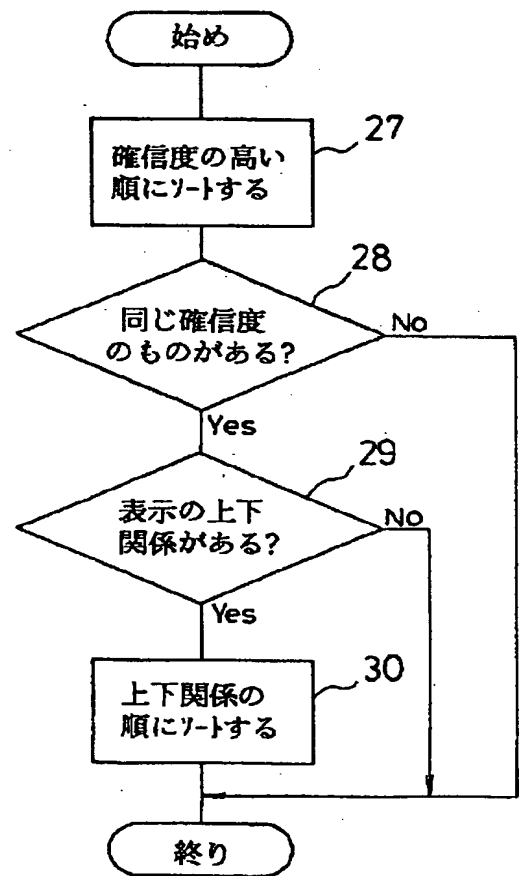 始め
27
確信度の高い
順にソートする
28
同じ確信度
のものがある?
No
Yes
29
表示の上下
関係がある?
No
Yes
30
上下関係の
順にソートする
終り